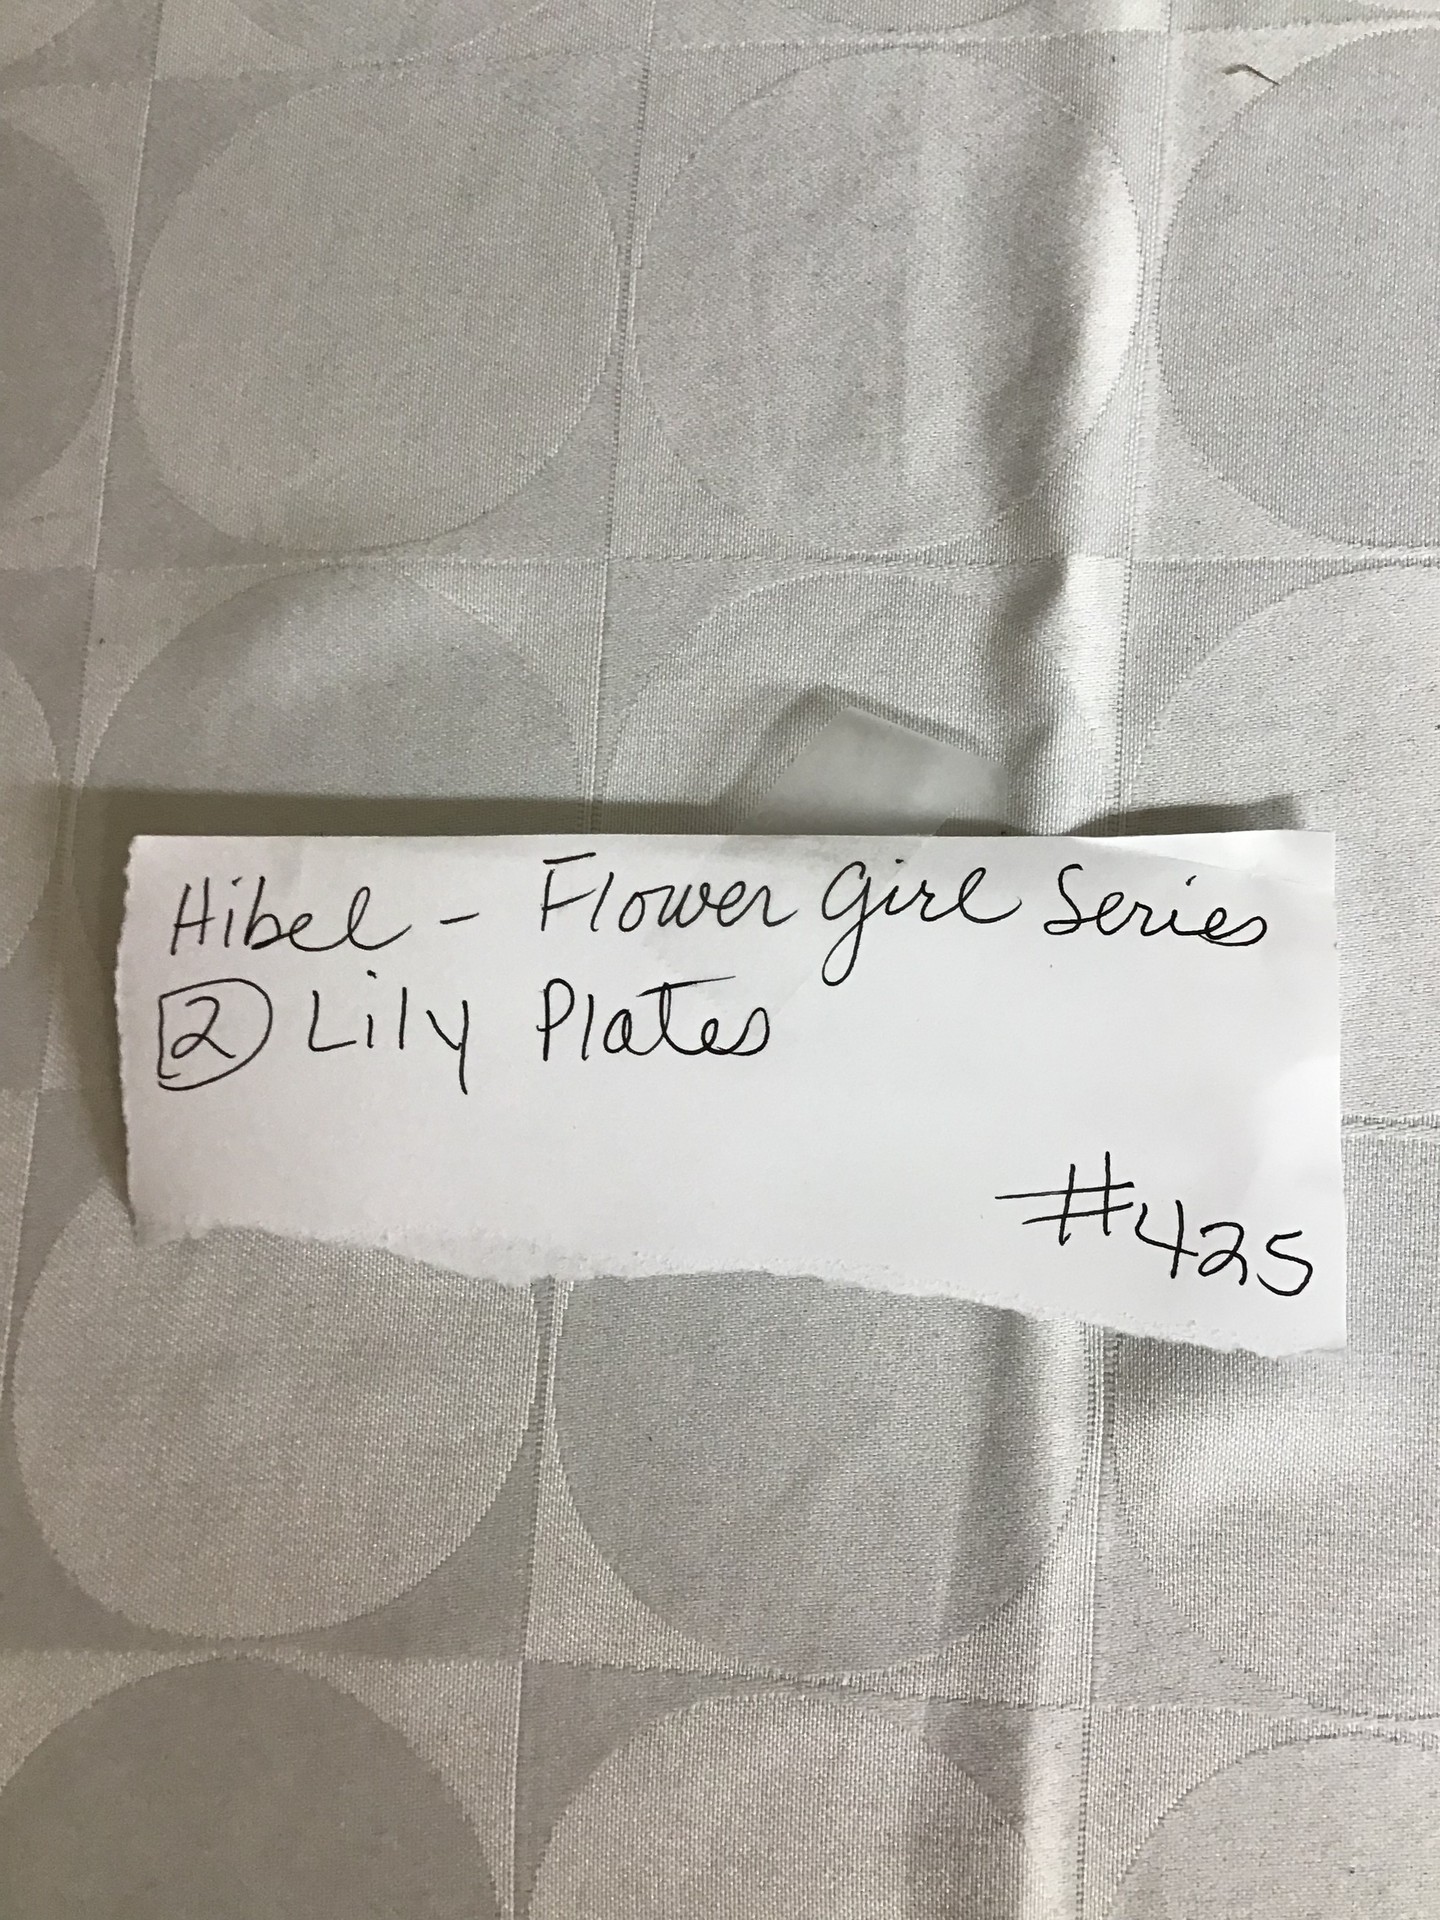 Hibel - Flower Girl Series
2 Lily Plates
#425